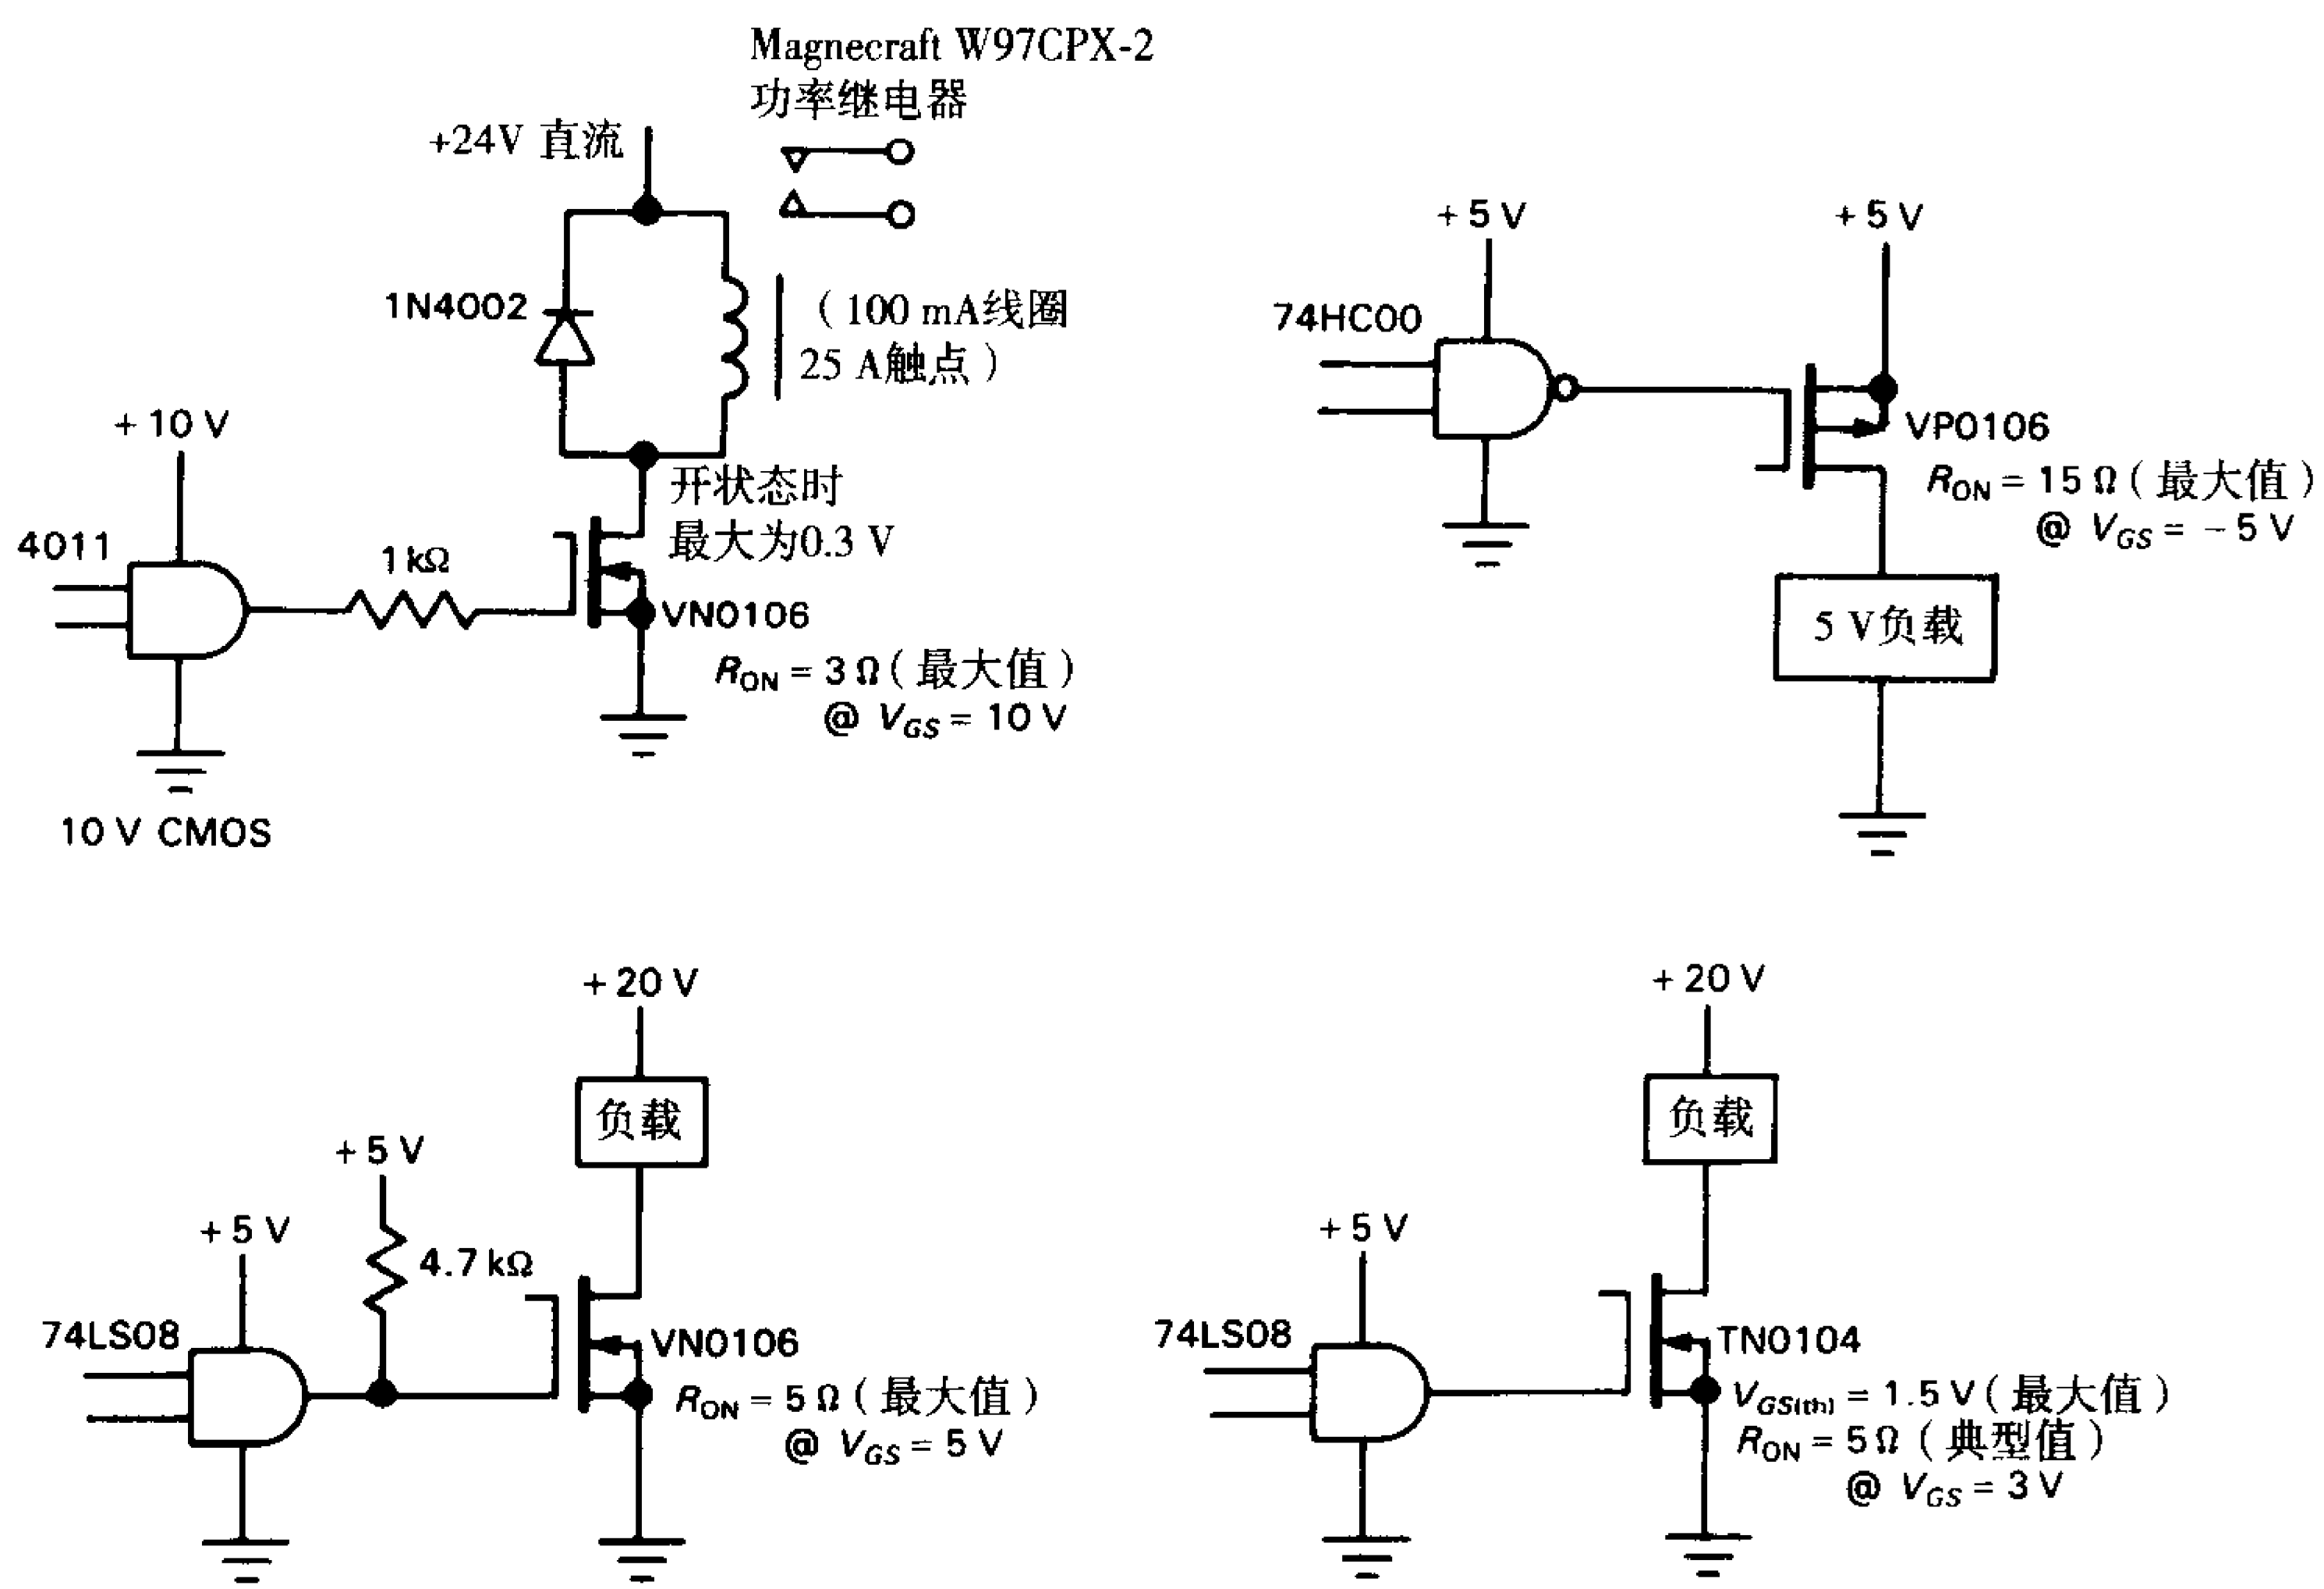 Magnecraft W97CPX-2
功率继电器
+24V 直流
1N4002
（100 mA线圈
25 A触点）
+ 10 V
开状态时
最大为0.3 V
4011
1 kΩ
VN0106
R_ON = 3 Ω（最大值）
@ V_GS = 10 V
10 V CMOS
+ 5 V
+ 5 V
74HC00
VP0106
R_ON = 15 Ω（最大值）
@ V_GS = − 5 V
5 V负载
+ 20 V
负载
+ 5 V
+ 5 V
4.7 kΩ
74LS08
VN0106
R_ON = 5 Ω（最大值）
@ V_GS = 5 V
+ 20 V
负载
+ 5 V
74LS08
TN0104
V_GS(th) = 1.5 V（最大值）
R_ON = 5 Ω（典型值）
@ V_GS = 3 V